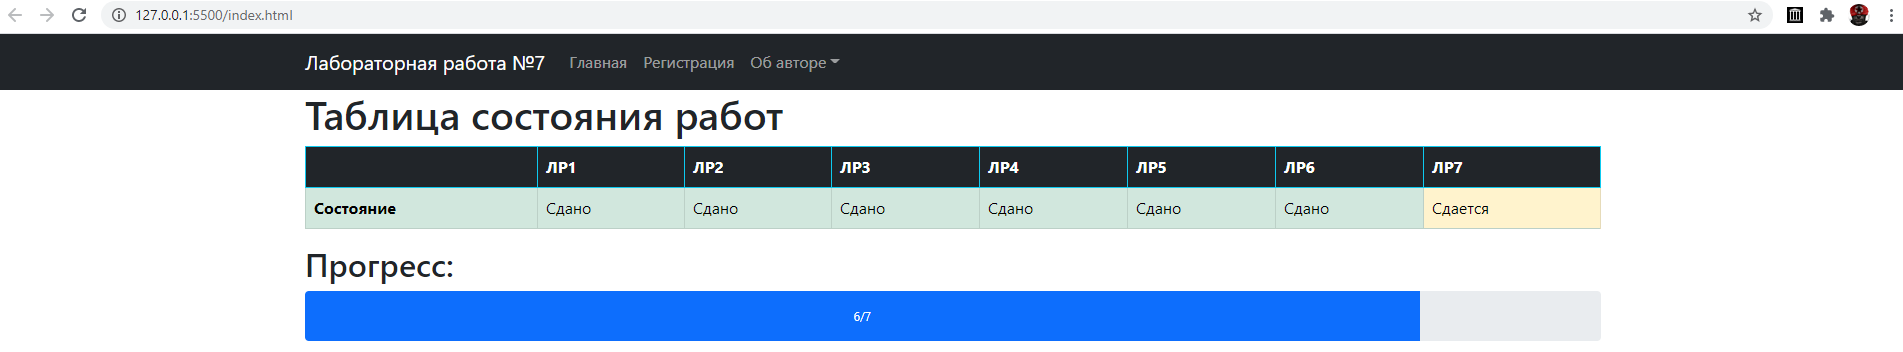 127.0.0.1:5500/index.html
Лабораторная работа №7 Главная Регистрация Об авторе
Таблица состояния работ
ЛР1 ЛР2 ЛР3 ЛР4 ЛР5 ЛР6 ЛР7
Состояние Сдано Сдано Сдано Сдано Сдано Сдано Сдается
Прогресс:
6/7